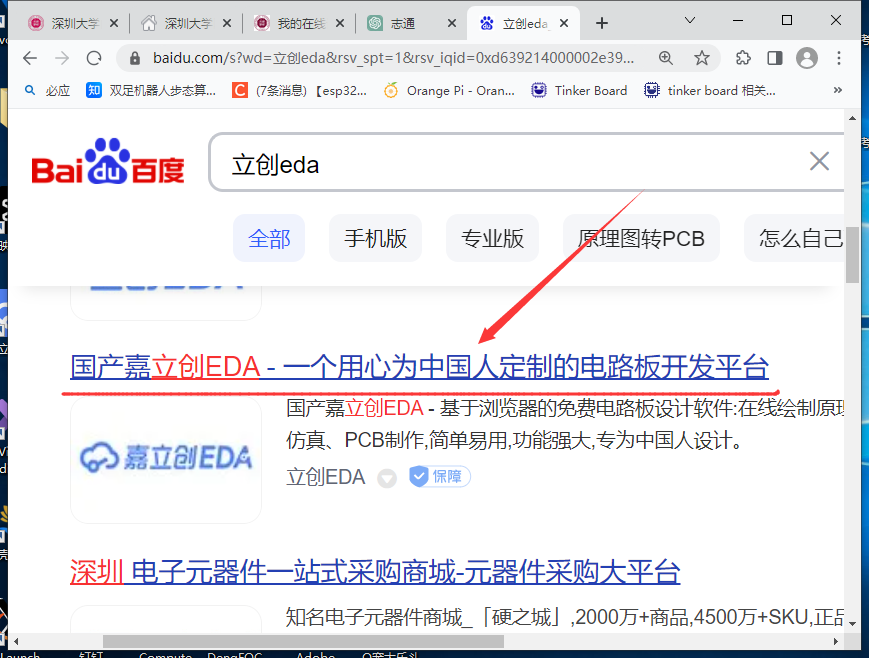 深圳大学
深圳大学
我的在线
志通
立创eda_
baidu.com/s?wd=立创eda&rsv_spt=1&rsv_iqid=0xd639214000002e39...
必应
知 双足机器人步态算...
C (7条消息) 【esp32...
Orange Pi - Oran...
Tinker Board
tinker board 相关...
»
Bai du 百度
立创eda
全部
手机版
专业版
原理图转PCB
怎么自己
国产嘉立创EDA - 一个用心为中国人定制的电路板开发平台
国产嘉立创EDA - 基于浏览器的免费电路板设计软件:在线绘制原理
仿真、PCB制作,简单易用,功能强大,专为中国人设计。
嘉立创EDA
立创EDA
保障
深圳 电子元器件一站式采购商城-元器件采购大平台
知名电子元器件商城_「硬之城」,2000万+商品,4500万+SKU,正品